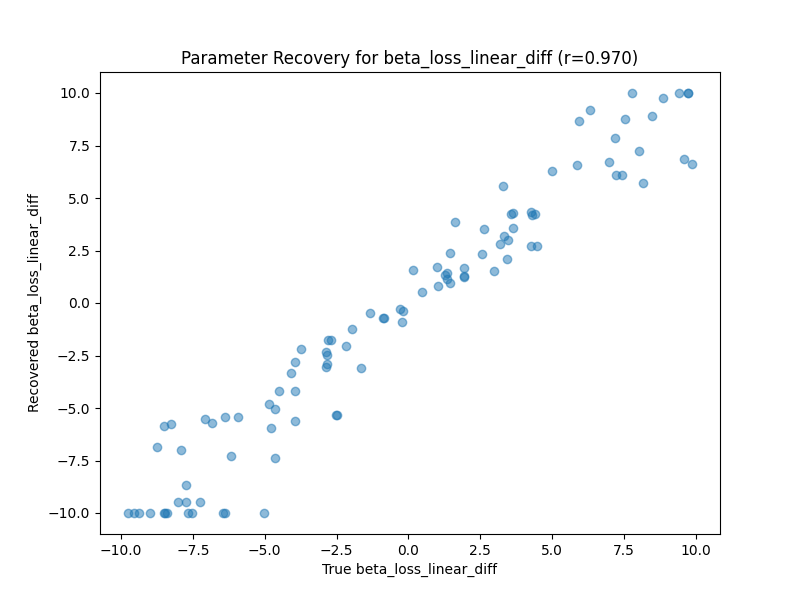 Parameter Recovery for beta_loss_linear_diff (r=0.970)
Recovered beta_loss_linear_diff
10.0
7.5
5.0
2.5
0.0
−2.5
−5.0
−7.5
−10.0
−10.0 −7.5 −5.0 −2.5 0.0 2.5 5.0 7.5 10.0
True beta_loss_linear_diff